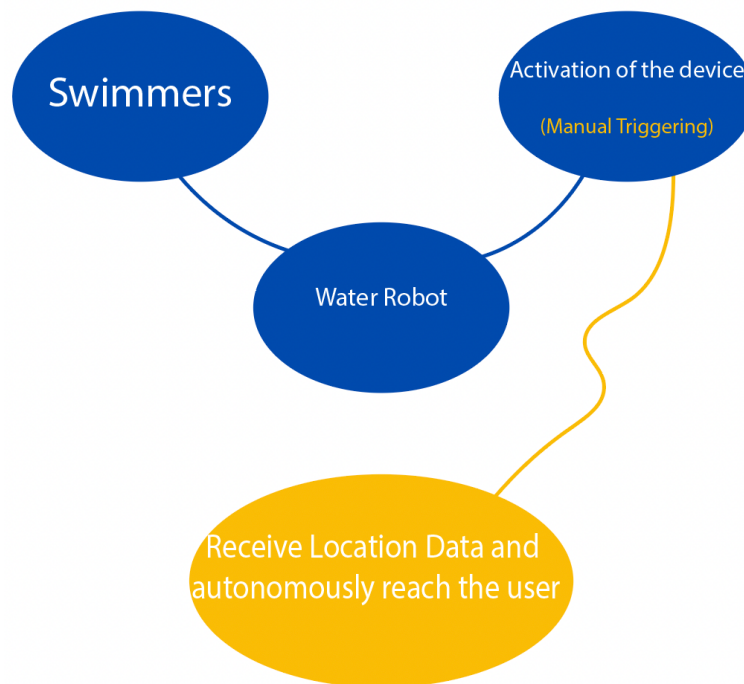 Swimmers
Activation of the device
(Manual Triggering)
Water Robot
Receive Location Data and
autonomously reach the user